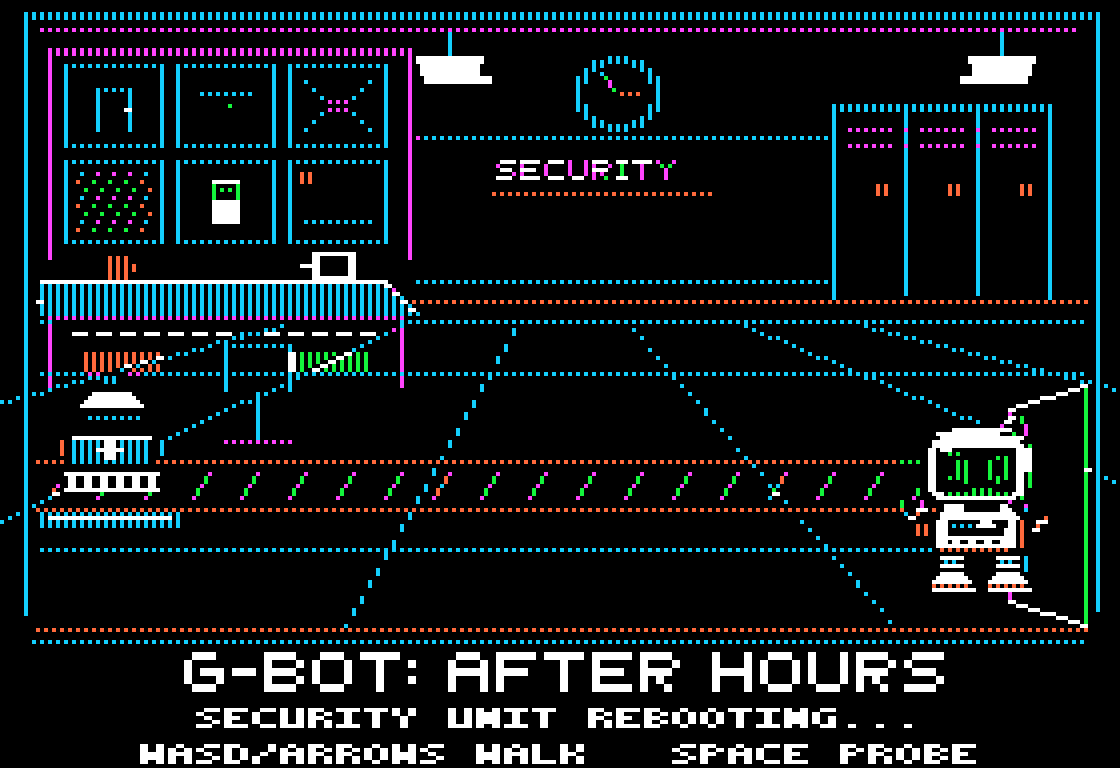 SECURITY
G-BOT: AFTER HOURS
SECURITY UNIT REBOOTING...
WASD/ARROWS WALK SPACE PROBE